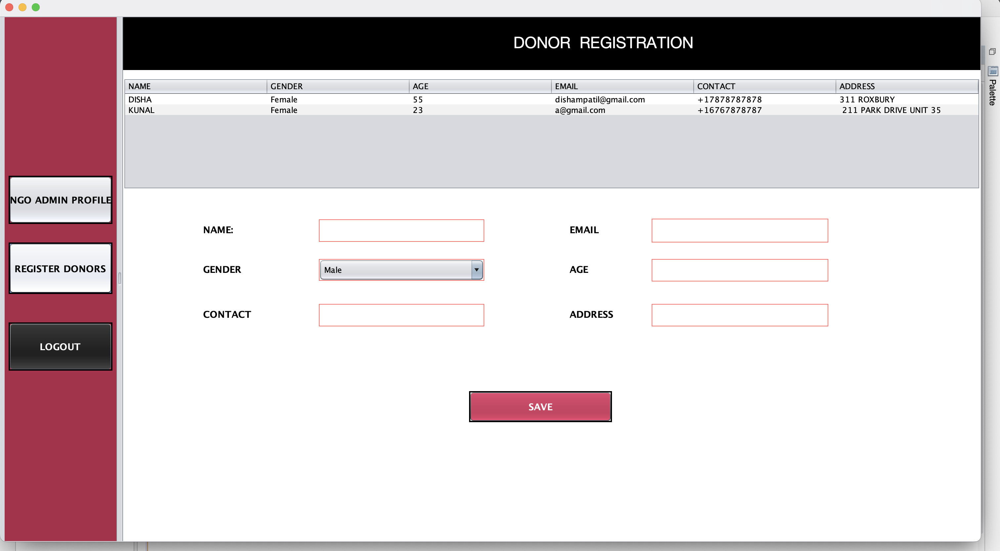 DONOR REGISTRATION
NAME GENDER AGE EMAIL CONTACT ADDRESS
DISHA Female 55 dishampatil@gmail.com +17878787878 311 ROXBURY
KUNAL Female 23 a@gmail.com +16767878787 211 PARK DRIVE UNIT 35
Palette
NGO ADMIN PROFILE
REGISTER DONORS
LOGOUT
NAME: EMAIL
GENDER Male AGE
CONTACT ADDRESS
SAVE